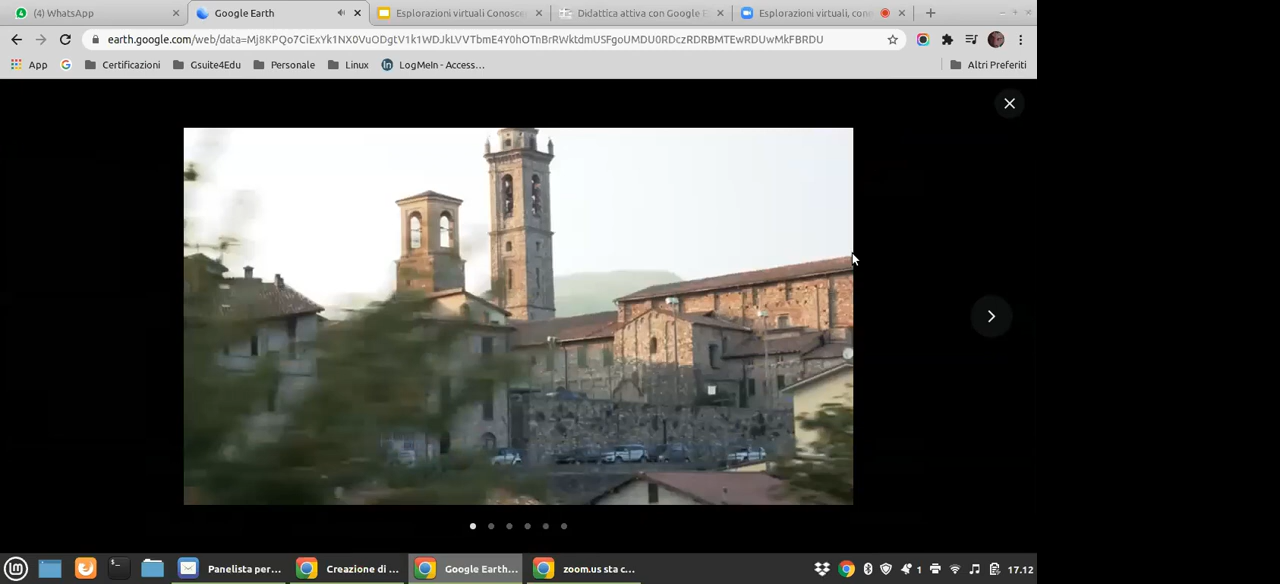 (4) WhatsApp
Google Earth
Esplorazioni virtuali Conosce
Didattica attiva con Google E
Esplorazioni virtuali, con
earth.google.com/web/data=Mj8KPQo7CiExYk1NX0VuODgtV1k1WDJkLVVTbmE4Y0hOTnBrRWktdmUSFgoUMDU0RDczRDRBMTEwRDUwMkFBRDU
App
Certificazioni
Gsuite4Edu
Personale
Linux
LogMeIn - Access...
Altri Preferiti
Panelista per...
Creazione di ...
Google Earth...
zoom.us sta c...
1
17.12